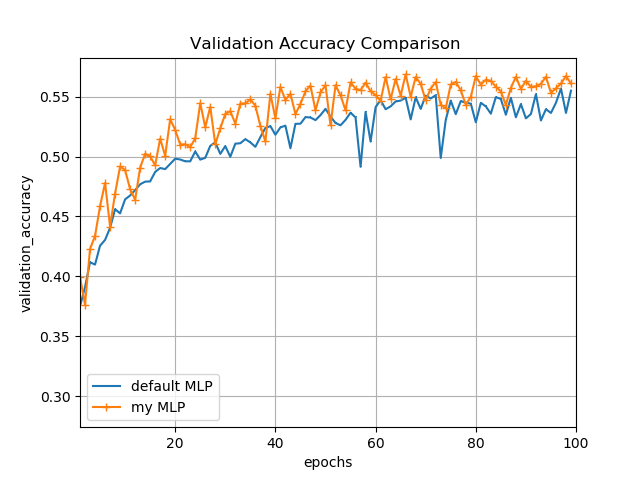 Validation Accuracy Comparison
validation_accuracy
0.55
0.50
0.45
0.40
0.35
0.30
default MLP
my MLP
20 40 60 80 100
epochs